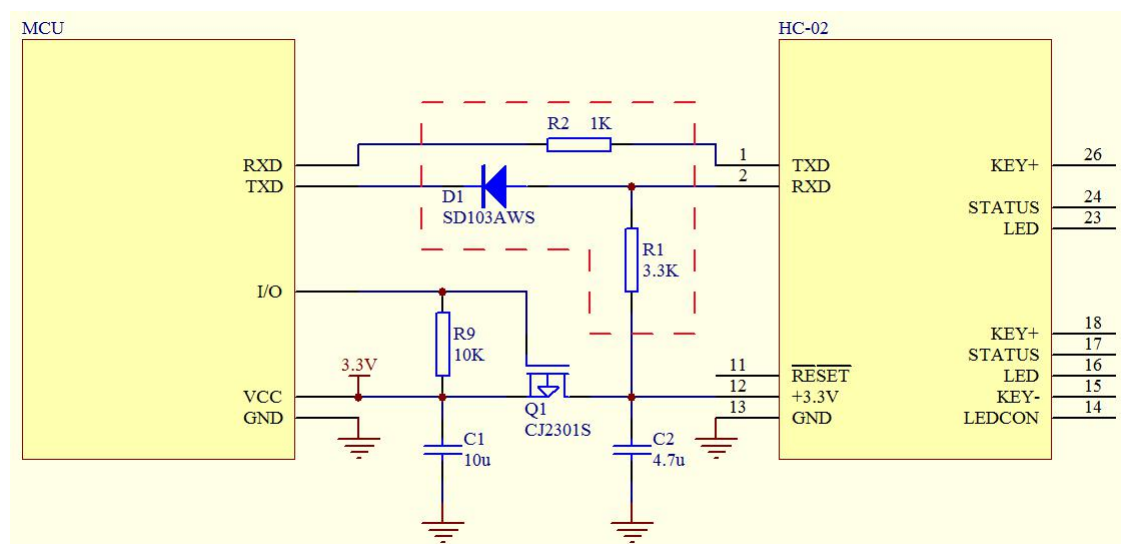 MCU
HC-02
R2 1K
RXD
TXD
D1
SD103AWS
1
2
TXD
RXD
KEY+
26
STATUS
24
LED
23
R1
3.3K
I/O
R9
10K
3.3V
VCC
GND
Q1
CJ2301S
C1
10u
C2
4.7u
11
12
13
RESET
+3.3V
GND
KEY+
18
STATUS
17
LED
16
KEY-
15
LEDCON
14